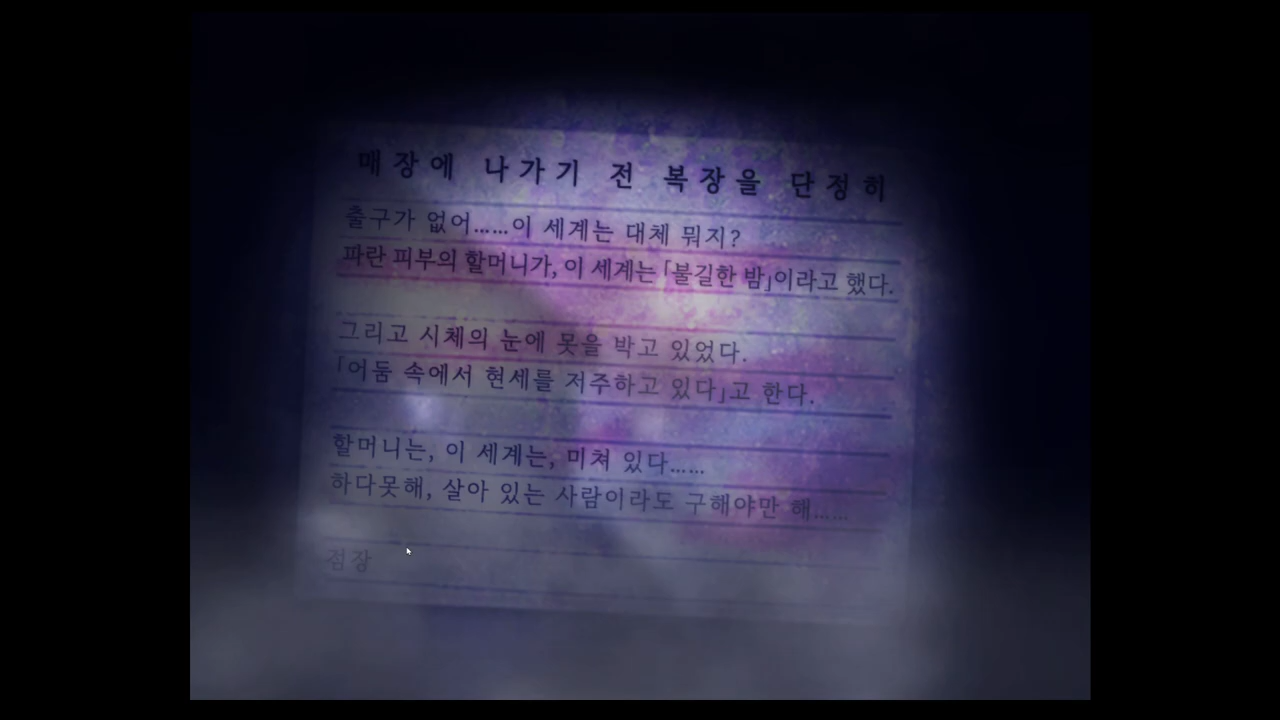 매장에 나가기 전 복장을 단정히
출구가 없어……이 세계는 대체 뭐지?
파란 피부의 할머니가, 이 세계는 「불길한 밤」이라고 했다.
그리고 시체의 눈에 못을 박고 있었다.
「어둠 속에서 현세를 저주하고 있다」고 한다.
할머니는, 이 세계는, 미쳐 있다……
하다못해, 살아 있는 사람이라도 구해야만 해……
점장